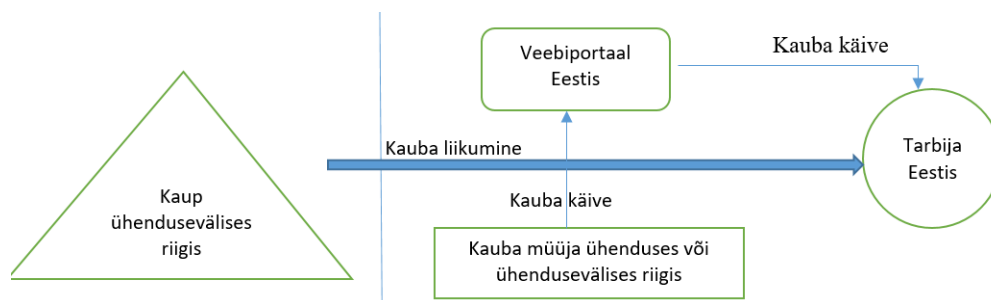 Veebiportaal
Eestis
Kauba käive
Kauba liikumine
Tarbija
Eestis
Kaup
ühendusevälises
riigis
Kauba käive
Kauba müüja ühenduses või
ühendusevälises riigis